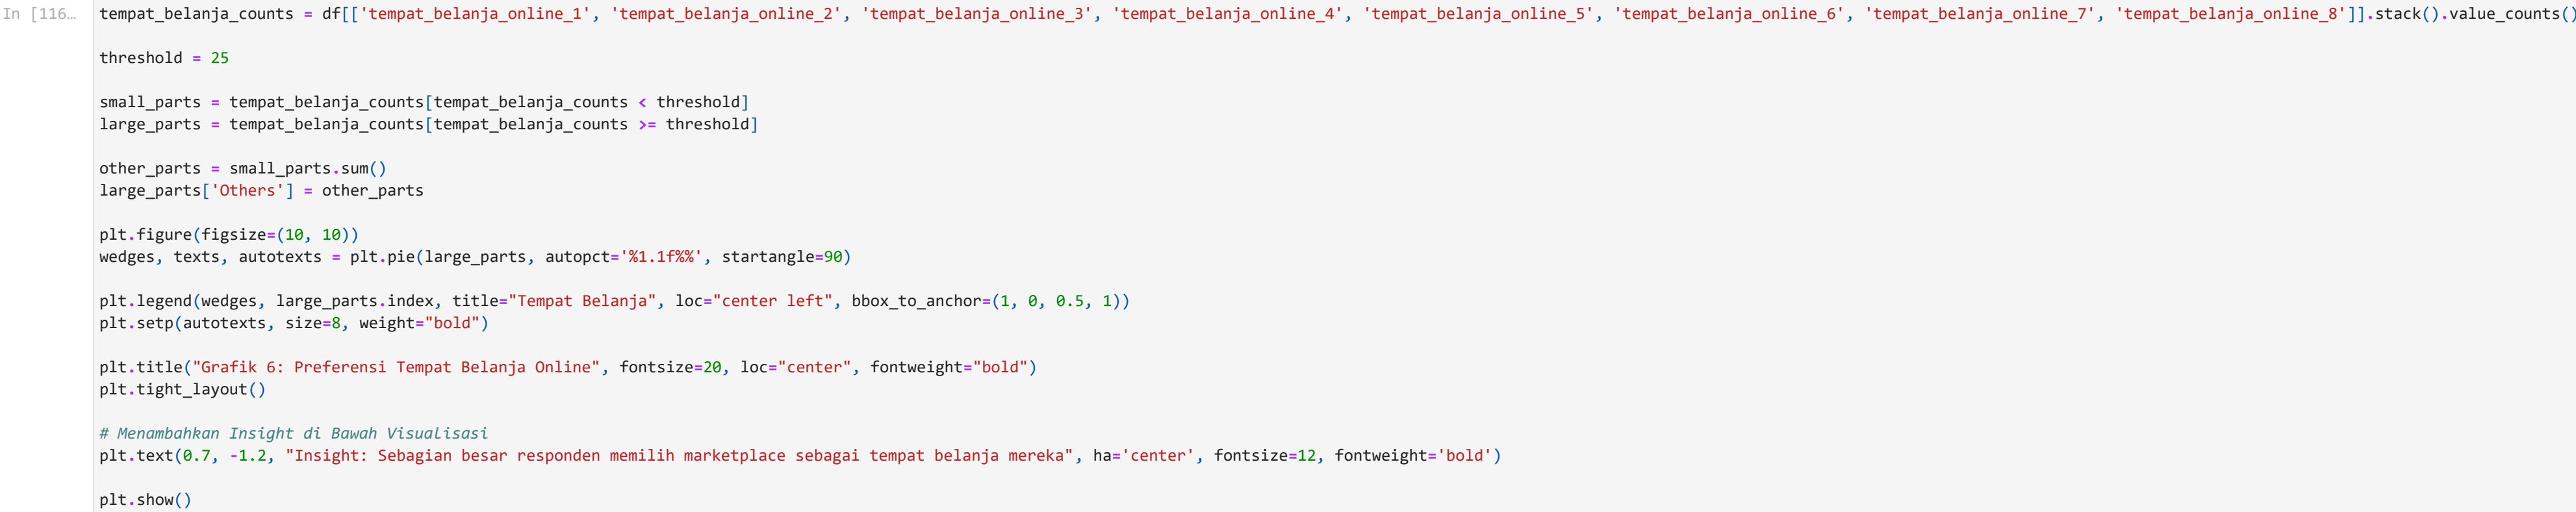 In [116…
tempat_belanja_counts = df[['tempat_belanja_online_1', 'tempat_belanja_online_2', 'tempat_belanja_online_3', 'tempat_belanja_online_4', 'tempat_belanja_online_5', 'tempat_belanja_online_6', 'tempat_belanja_online_7', 'tempat_belanja_online_8']].stack().value_counts()
threshold = 25
small_parts = tempat_belanja_counts[tempat_belanja_counts < threshold]
large_parts = tempat_belanja_counts[tempat_belanja_counts >= threshold]
other_parts = small_parts.sum()
large_parts['Others'] = other_parts
plt.figure(figsize=(10, 10))
wedges, texts, autotexts = plt.pie(large_parts, autopct='%1.1f%%', startangle=90)
plt.legend(wedges, large_parts.index, title="Tempat Belanja", loc="center left", bbox_to_anchor=(1, 0, 0.5, 1))
plt.setp(autotexts, size=8, weight="bold")
plt.title("Grafik 6: Preferensi Tempat Belanja Online", fontsize=20, loc="center", fontweight="bold")
plt.tight_layout()
# Menambahkan Insight di Bawah Visualisasi
plt.text(0.7, -1.2, "Insight: Sebagian besar responden memilih marketplace sebagai tempat belanja mereka", ha='center', fontsize=12, fontweight='bold')
plt.show()